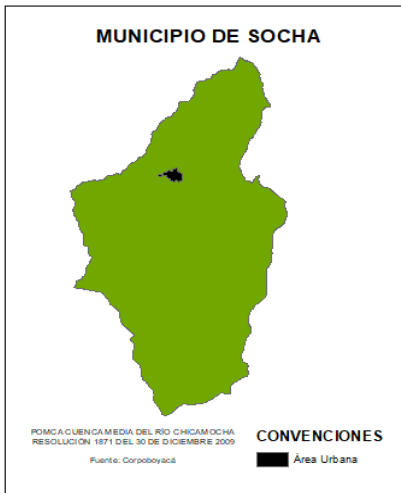 MUNICIPIO DE SOCHA
POMCA CUENCA MEDIA DEL RÍO CHICAMOCHA
RESOLUCIÓN 1871 DEL 30 DE DICIEMBRE 2009
Fuente: Corpoboyacá
CONVENCIONES
Área Urbana